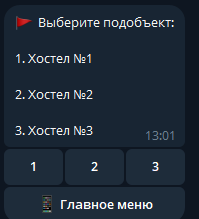 🚩 Выберите подобъект:
1. Хостел №1
2. Хостел №2
3. Хостел №3
13:01
1 2 3
📱 Главное меню